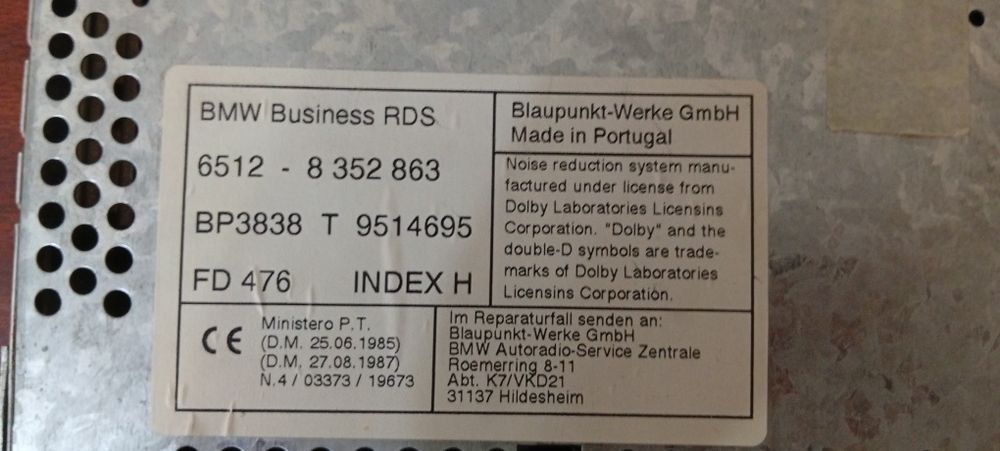 BMW Business RDS
6512 - 8 352 863
BP3838 T 9514695
FD 476 INDEX H
Blaupunkt-Werke GmbH
Made in Portugal
Noise reduction system manu-
factured under license from
Dolby Laboratories Licensins
Corporation. "Dolby" and the
double-D symbols are trade-
marks of Dolby Laboratories
Licensins Corporation.
CE
Ministero P.T.
(D.M. 25.06.1985)
(D.M. 27.08.1987)
N.4 / 03373 / 19673
Im Reparaturfall senden an:
Blaupunkt-Werke GmbH
BMW Autoradio-Service Zentrale
Roemerring 8-11
Abt. K7/VKD21
31137 Hildesheim